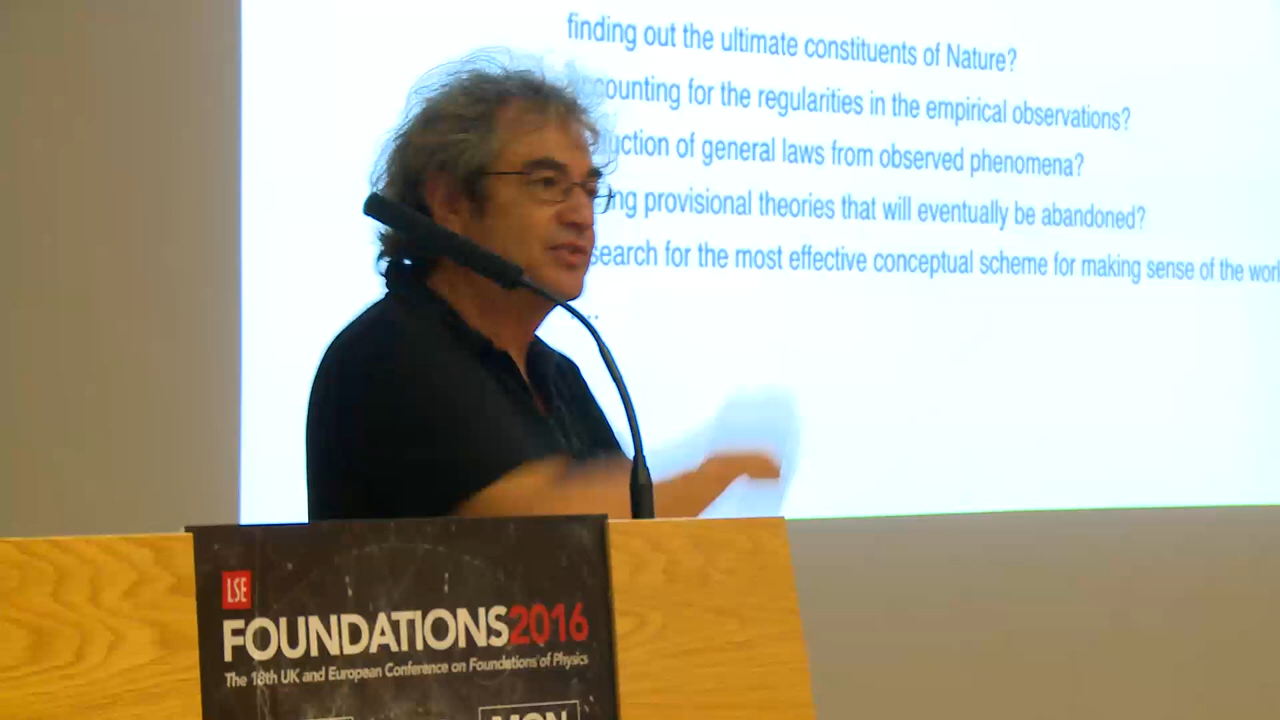 finding out the ultimate constituents of Nature?
counting for the regularities in the empirical observations?
uction of general laws from observed phenomena?
ng provisional theories that will eventually be abandoned?
search for the most effective conceptual scheme for making sense of the worl
....
LSE
FOUNDATIONS2016
The 18th UK and European Conference on Foundations of Physics
MON